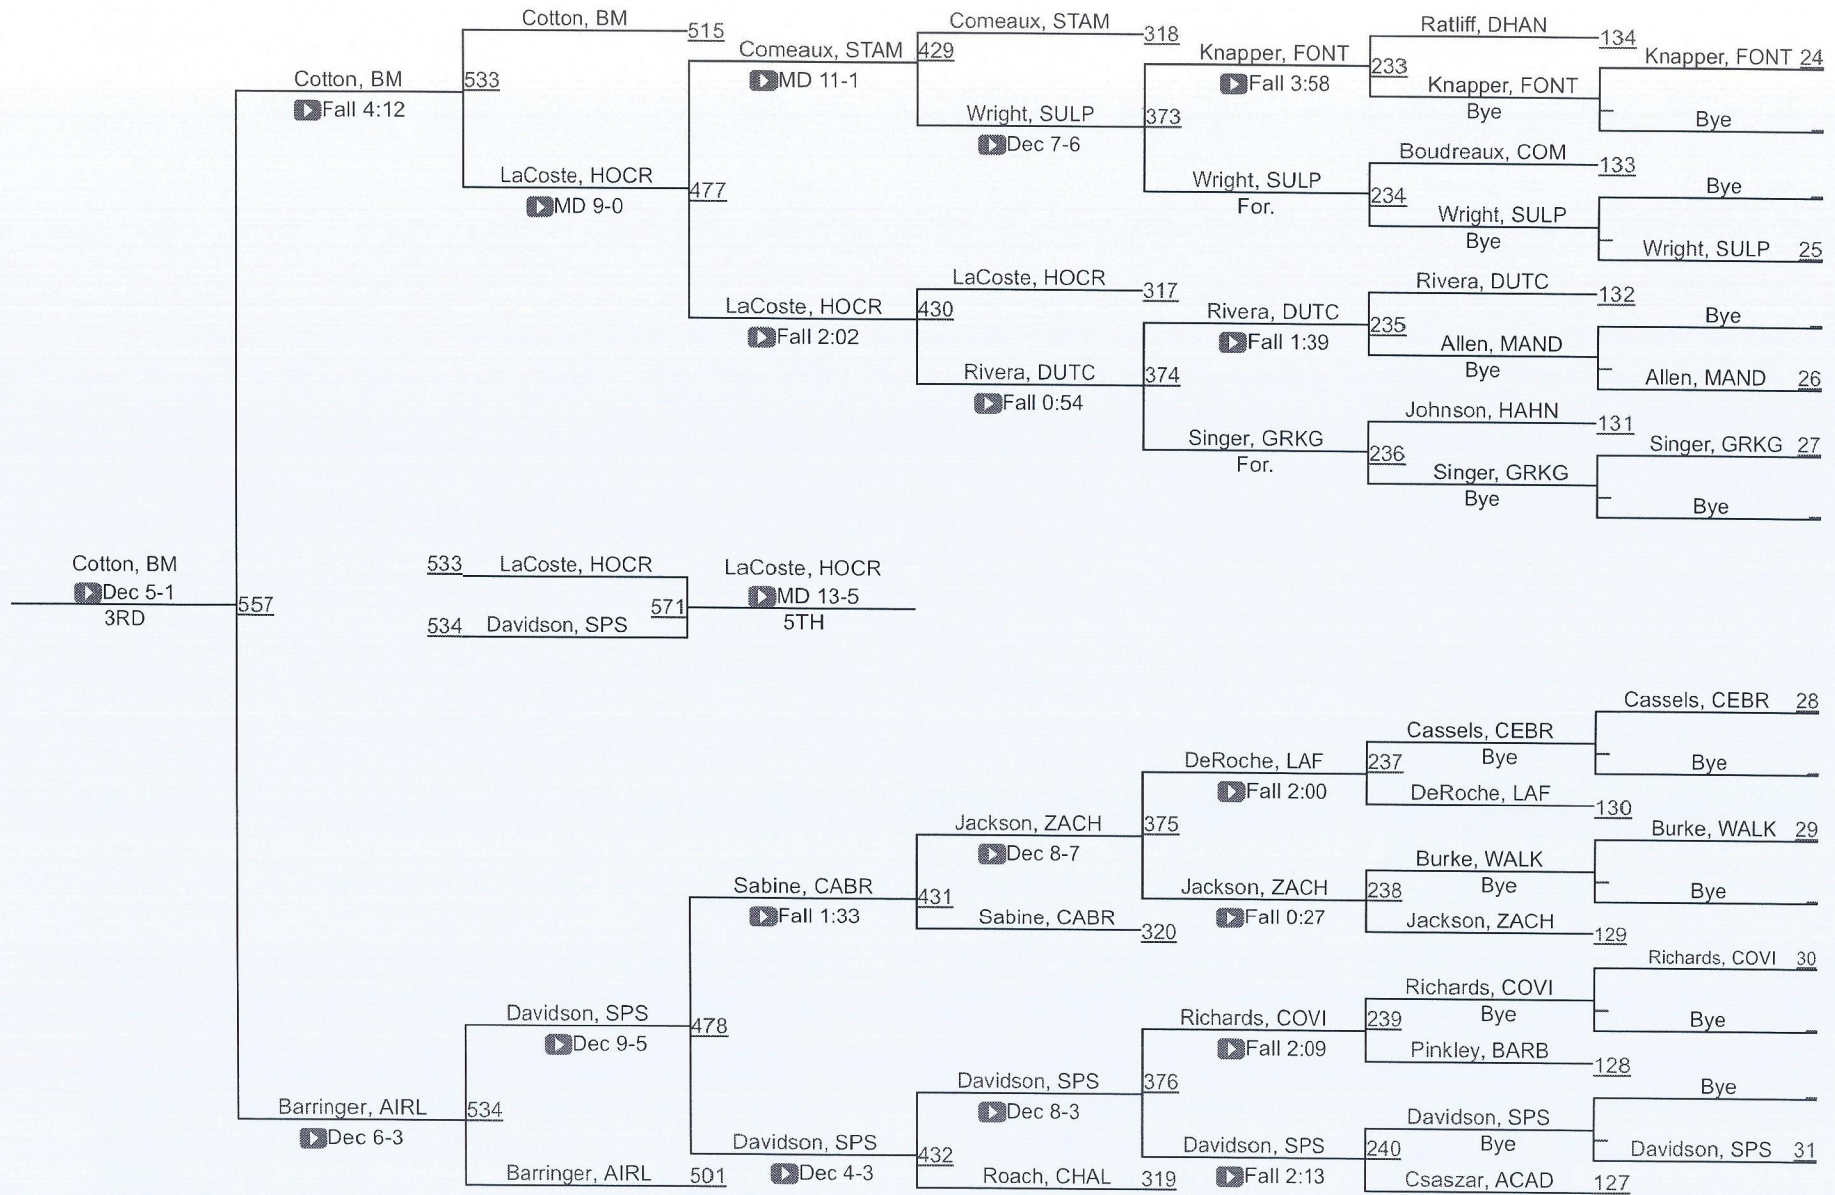 Cotton, BM
515
Cotton, BM
Fall 4:12
533
LaCoste, HOCR
MD 9-0
477
Comeaux, STAM
MD 11-1
429
Comeaux, STAM
318
Wright, SULP
Dec 7-6
373
Knapper, FONT
Fall 3:58
233
Ratliff, DHAN
134
Knapper, FONT
Bye
Knapper, FONT 24
Bye
Wright, SULP
For.
234
Boudreaux, COM
133
Wright, SULP
Bye
Bye
Wright, SULP 25
LaCoste, HOCR
Fall 2:02
430
LaCoste, HOCR
317
Rivera, DUTC
Fall 0:54
374
Rivera, DUTC
Fall 1:39
235
Rivera, DUTC
132
Allen, MAND
Bye
Bye
Allen, MAND 26
Singer, GRKG
For.
236
Johnson, HAHN
131
Singer, GRKG
Bye
Singer, GRKG 27
Bye
Cotton, BM
Dec 5-1
3RD
557
533 LaCoste, HOCR
534 Davidson, SPS
571
LaCoste, HOCR
MD 13-5
5TH
Barringer, AIRL
Dec 6-3
534
Davidson, SPS
Dec 9-5
478
Barringer, AIRL
501
Sabine, CABR
Fall 1:33
431
Jackson, ZACH
Dec 8-7
375
Sabine, CABR
320
DeRoche, LAF
Fall 2:00
237
Cassels, CEBR
Bye
DeRoche, LAF
130
Cassels, CEBR 28
Bye
Jackson, ZACH
Fall 0:27
238
Burke, WALK
Bye
Jackson, ZACH
129
Burke, WALK 29
Bye
Davidson, SPS
Dec 4-3
432
Davidson, SPS
Dec 8-3
376
Roach, CHAL
319
Richards, COVI
Fall 2:09
239
Richards, COVI
Bye
Pinkley, BARB
128
Richards, COVI 30
Bye
Davidson, SPS
Fall 2:13
240
Davidson, SPS
Bye
Csaszar, ACAD
127
Bye
Davidson, SPS 31